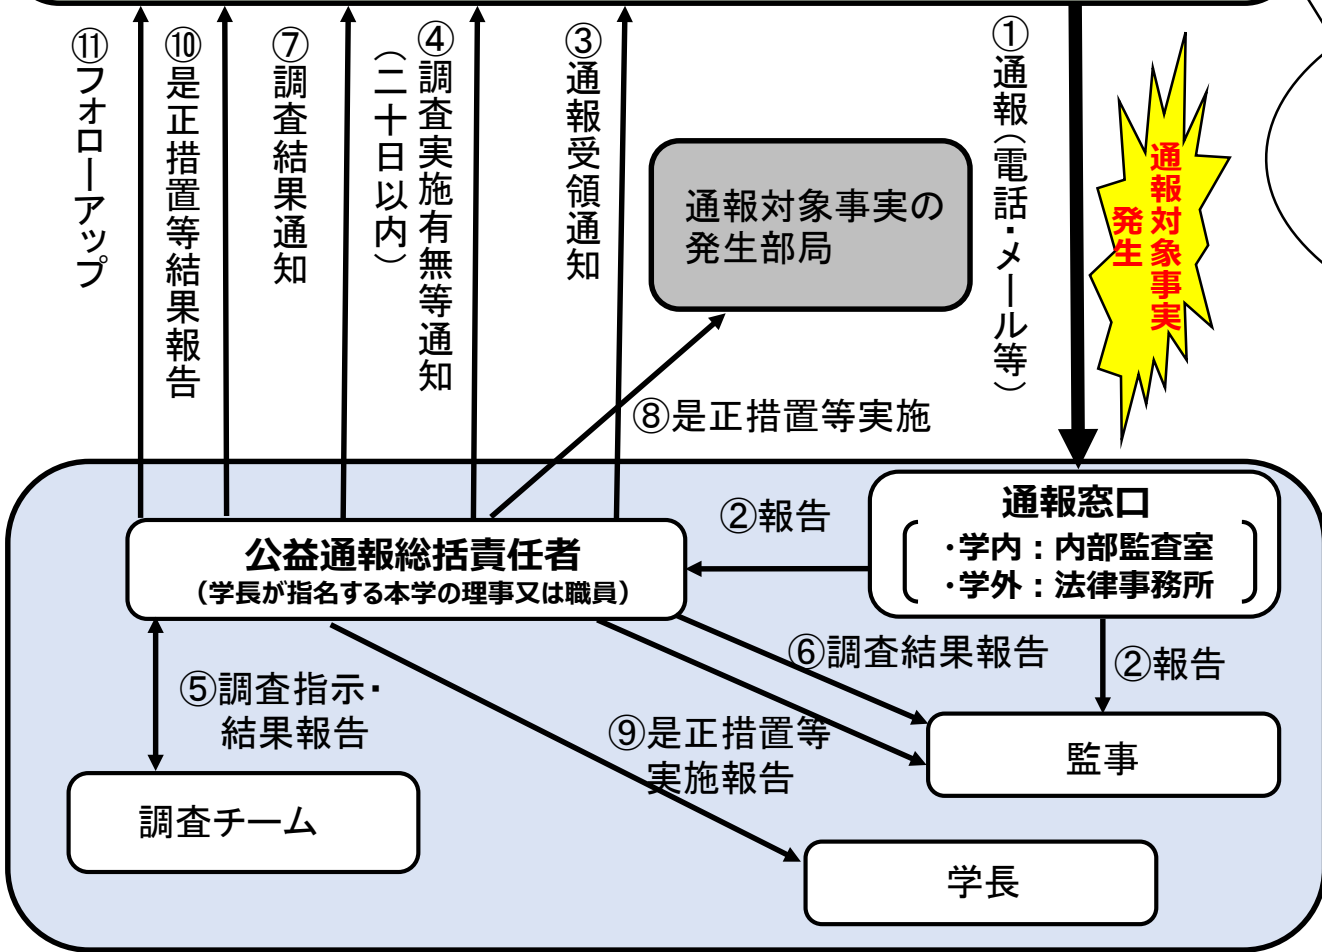 ①通報（電話・メール等）
通報対象事実
発生
③通報受領通知
④調査実施有無等通知
（二十日以内）
⑦調査結果通知
⑩是正措置等結果報告
⑪フォローアップ
通報対象事実の
発生部局
⑧是正措置等実施
通報窓口
・学内：内部監査室
・学外：法律事務所
②報告
公益通報総括責任者
（学長が指名する本学の理事又は職員）
⑥調査結果報告
②報告
⑤調査指示・
結果報告
⑨是正措置等
実施報告
監事
調査チーム
学長